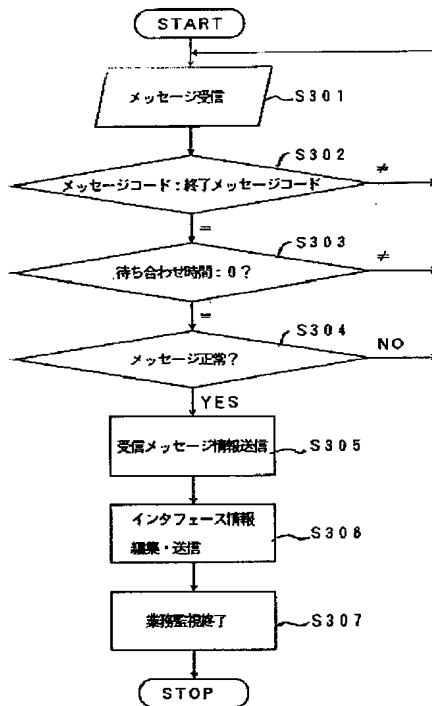 START
メッセージ受信
S301
S302
メッセージコード：終了メッセージコード
≠
=
S303
待ち合わせ時間：0？
≠
=
S304
メッセージ正常？
NO
YES
受信メッセージ情報送信
S305
インタフェース情報
編集・送信
S306
業務監視終了
S307
STOP